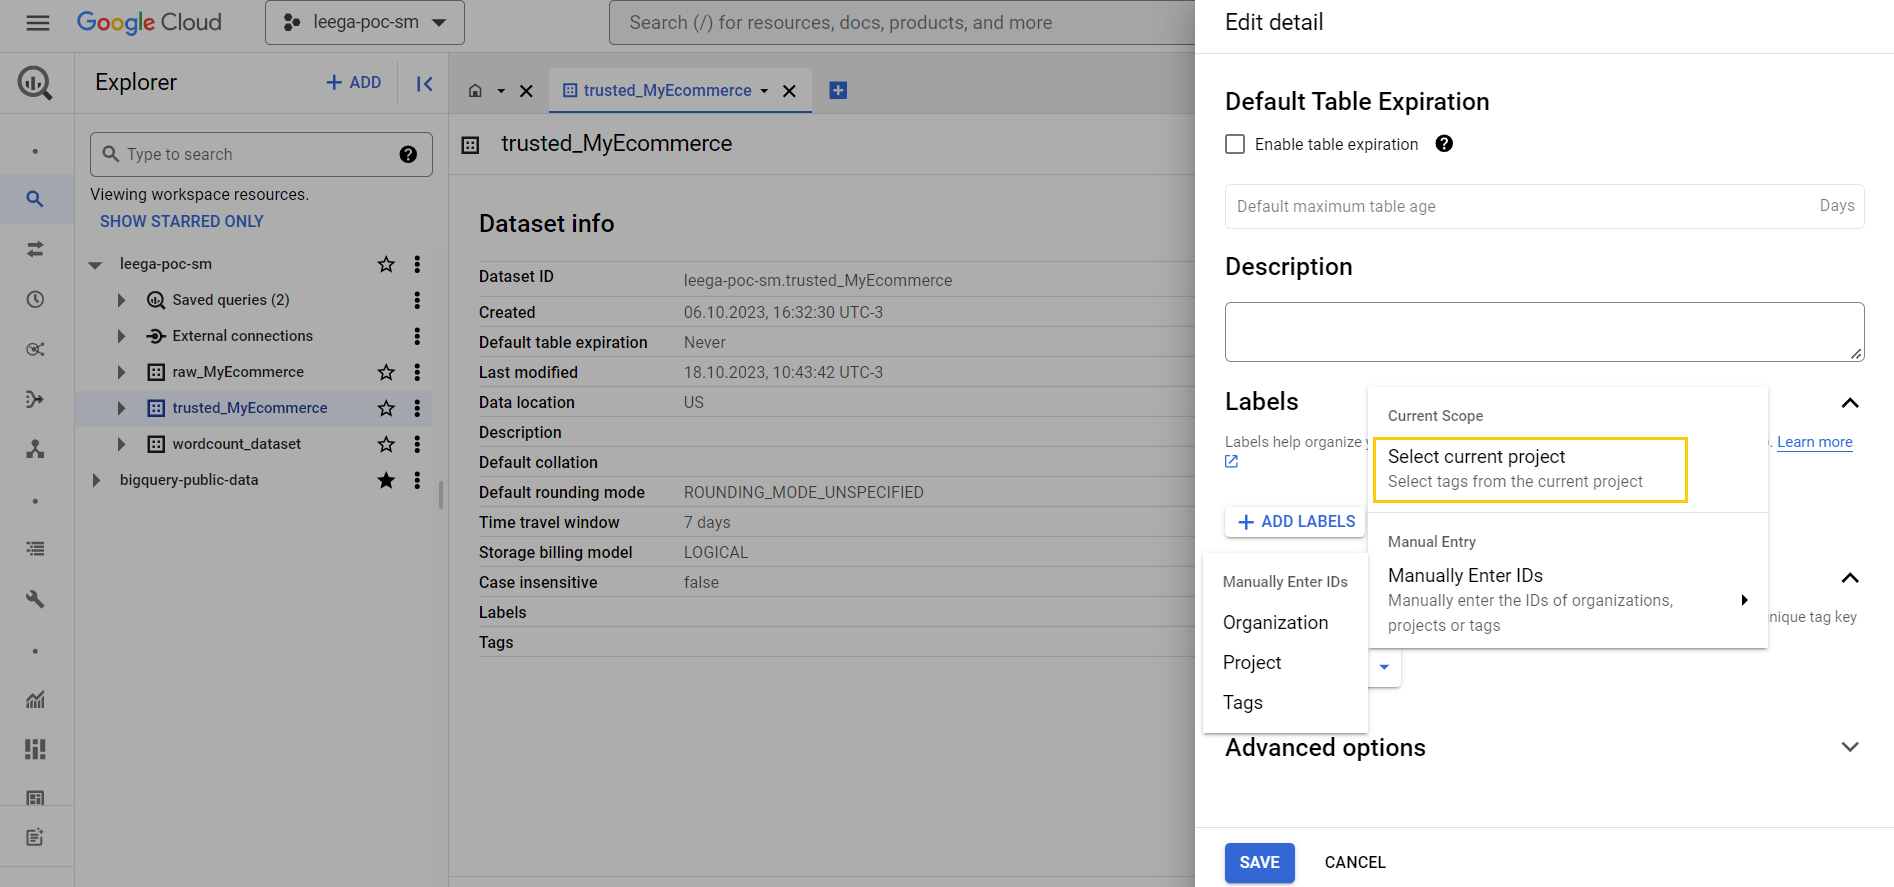 Google Cloud
leega-poc-sm
Search (/) for resources, docs, products, and more
Explorer
ADD
Type to search
Viewing workspace resources.
SHOW STARRED ONLY
leega-poc-sm
Saved queries (2)
External connections
raw_MyEcommerce
trusted_MyEcommerce
wordcount_dataset
bigquery-public-data
trusted_MyEcommerce
trusted_MyEcommerce
Dataset info
Dataset ID leega-poc-sm.trusted_MyEcommerce
Created 06.10.2023, 16:32:30 UTC-3
Default table expiration Never
Last modified 18.10.2023, 10:43:42 UTC-3
Data location US
Description
Default collation
Default rounding mode ROUNDING_MODE_UNSPECIFIED
Time travel window 7 days
Storage billing model LOGICAL
Case insensitive false
Labels
Tags
Edit detail
Default Table Expiration
Enable table expiration
Default maximum table age Days
Description
Labels
Labels help organize
. Learn more
ADD LABELS
Current Scope
Select current project
Select tags from the current project
Manual Entry
Manually Enter IDs
Manually enter the IDs of organizations,
projects or tags
nique tag key
Manually Enter IDs
Organization
Project
Tags
Advanced options
SAVE CANCEL